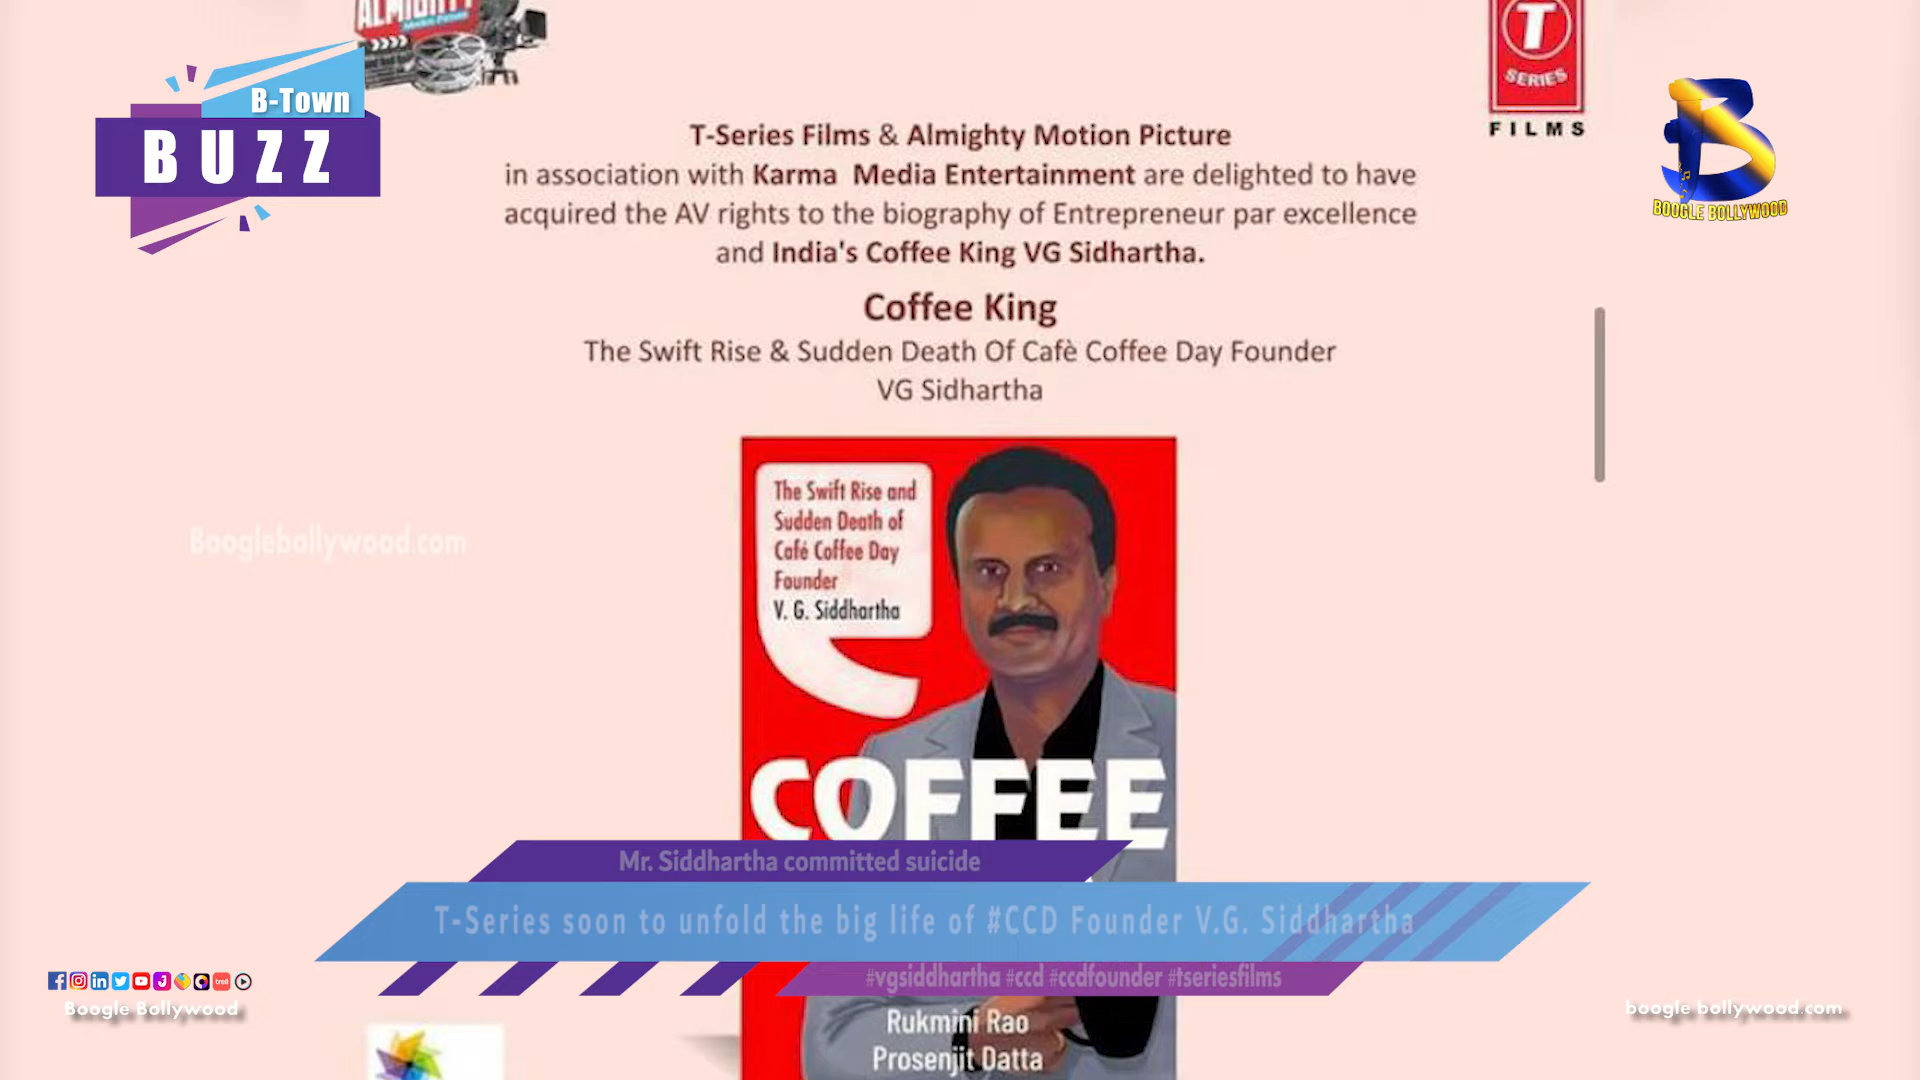 ALMIGHTY
Motion Picture
B-Town
BUZZ
T
SERIES
FILMS
BOOGLE BOLLYWOOD
T-Series Films & Almighty Motion Picture
in association with Karma Media Entertainment are delighted to have
acquired the AV rights to the biography of Entrepreneur par excellence
and India's Coffee King VG Sidhartha.
Coffee King
The Swift Rise & Sudden Death Of Cafè Coffee Day Founder
VG Sidhartha
The Swift Rise and
Sudden Death of
Café Coffee Day
Founder
V. G. Siddhartha
Booglebollywood.com
COFFEE
Mr. Siddhartha committed suicide
T-Series soon to unfold the big life of #CCD Founder V.G. Siddhartha
#vgsiddhartha #ccd #ccdfounder #tseriesfilms
Boogle Bollywood
boogle bollywood.com
Rukmini Rao
Prosenjit Datta